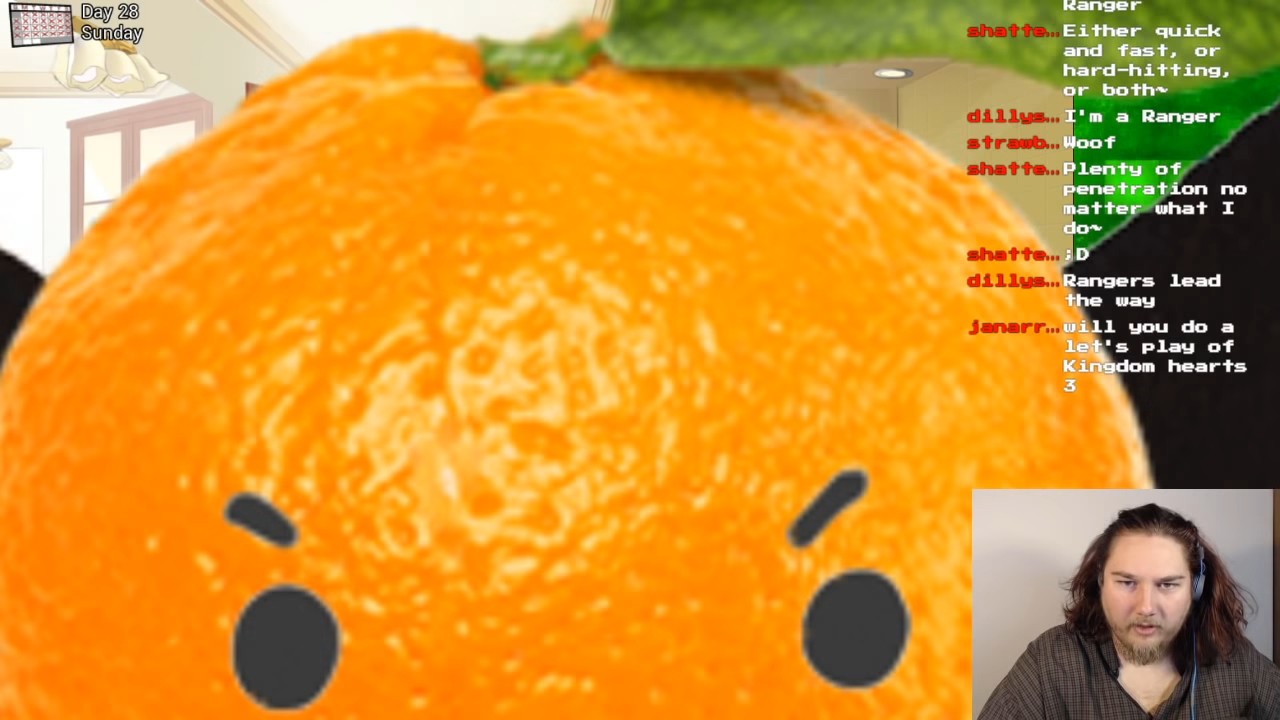 Day 28
Sunday
Ranger
shatte... Either quick
and fast, or
hard-hitting,
or both~
dillys... I'm a Ranger
strawb... Woof
shatte... Plenty of
penetration no
matter what I
do~
shatte... ;D
dillys... Rangers lead
the way
janarr... will you do a
let's play of
Kingdom hearts
3